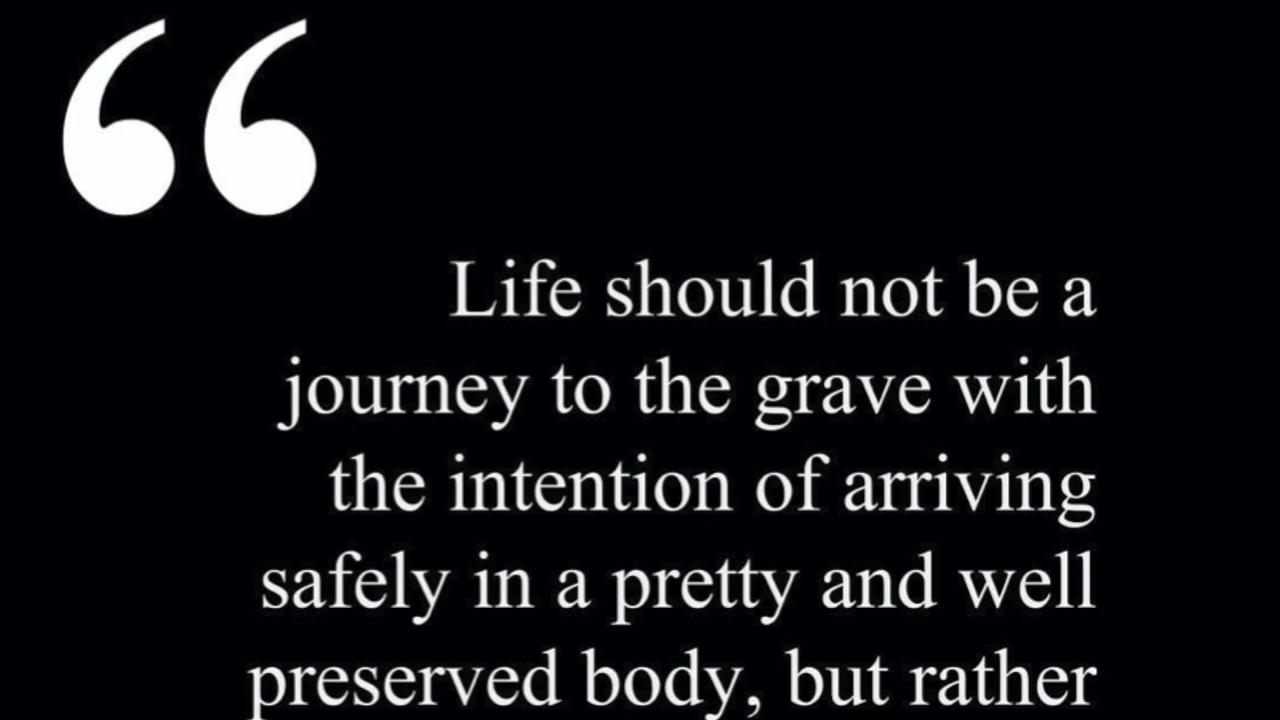 “
Life should not be a
journey to the grave with
the intention of arriving
safely in a pretty and well
preserved body, but rather